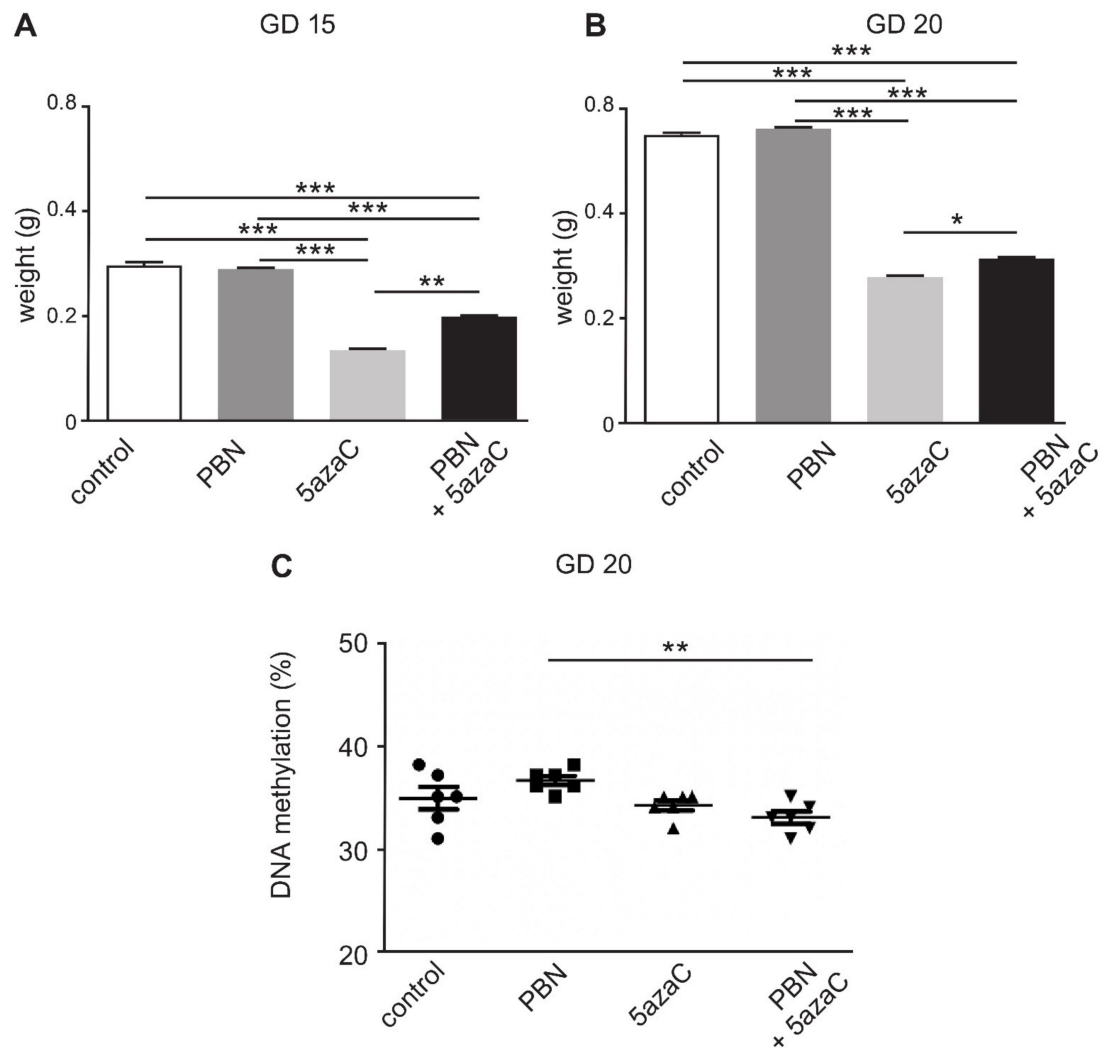 A
GD 15
weight (g)
0.8
0.4
0.2
0
***
***
***
***
**
control
PBN
5azaC
PBN
+ 5azaC
B
GD 20
weight (g)
0.8
0.4
0.2
0
***
***
***
***
*
control
PBN
5azaC
PBN
+ 5azaC
C
GD 20
DNA methylation (%)
50
40
30
20
**
control
PBN
5azaC
PBN
+ 5azaC